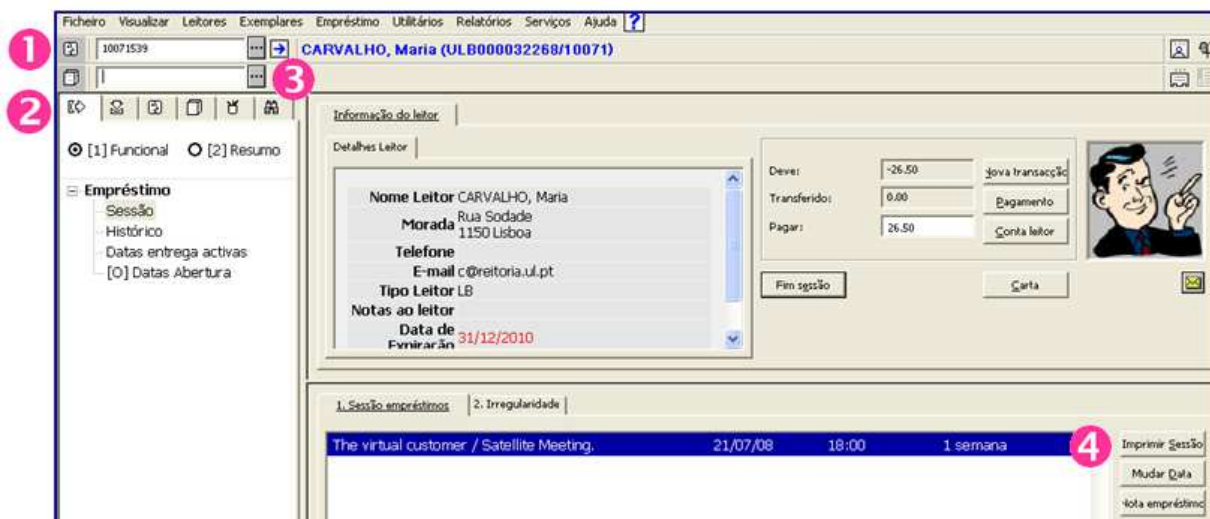 Ficheiro Visualizar Leitores Exemplares Empréstimo Utilitários Relatórios Serviços Ajuda ?
1 10071539 ... CARVALHO, Maria (ULB000032268/10071)
... 3
2
[1] Funcional [2] Resumo
Empréstimo
Sessão
Histórico
Datas entrega activas
[O] Datas Abertura
Informação do leitor
Detalhes Leitor
Nome Leitor CARVALHO, Maria
Morada Rua Sodade
1150 Lisboa
Telefone
E-mail c@reitoria.ul.pt
Tipo Leitor LB
Notas ao leitor
Data de 31/12/2010
Expiração
Deve: -26.50 Nova transacção
Transferido: 0.00 Pagamento
Pagar: 26.50 Conta leitor
Fim sessão Carta
1. Sessão empréstimos 2. Irregularidade
The virtual customer / Satellite Meeting. 21/07/08 18:00 1 semana 4 Imprimir Sessão
Mudar Data
Nota empréstimo